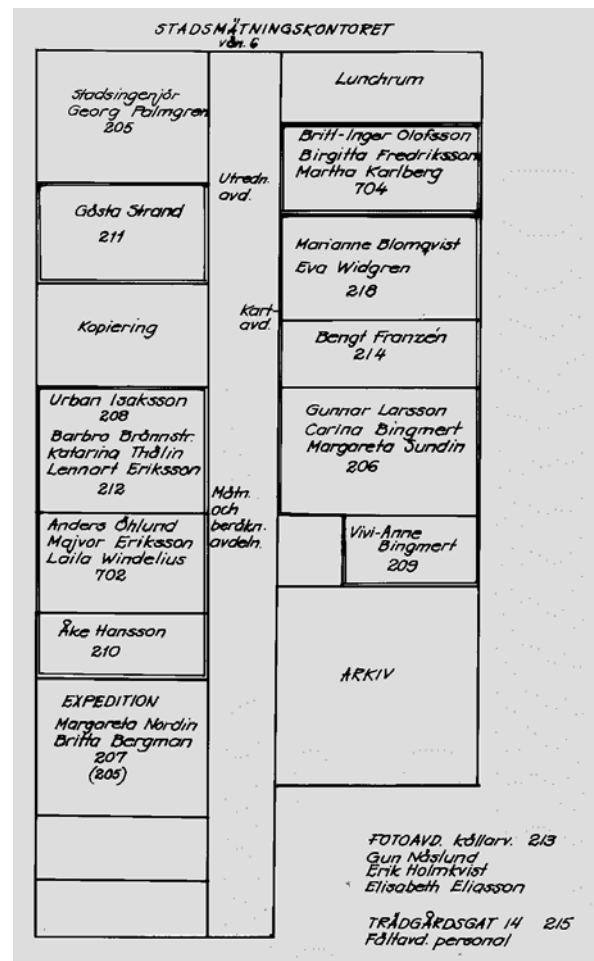 STADSMÄTNINGSKONTORET
vån. 6
Stadsingenjör
Georg Palmgren
205
Gösta Strand
211
Kopiering
Urban Isaksson
208
Barbro Brännstr.
Katarina Thålin
Lennart Eriksson
212
Anders Öhlund
Majvor Eriksson
Laila Windelius
702
Åke Hansson
210
EXPEDITION
Margareta Nordin
Britta Bergman
207
(205)
Utredn.
avd.
Kart-
avd.
Mätn.
och
beräkn.
avdeln.
Lunchrum
Britt-Inger Olofsson
Birgitta Fredriksson
Martha Karlberg
704
Marianne Blomqvist
Eva Widgren
218
Bengt Franzén
214
Gunnar Larsson
Carina Bingmert
Margareta Sundin
206
Vivi-Anne
Bingmert
209
ARKIV
FOTOAVD. källarv. 213
Gun Näslund
Erik Holmkvist
Elisabeth Eliasson
TRÄDGÅRDSGAT 14 215
Fältavd. personal